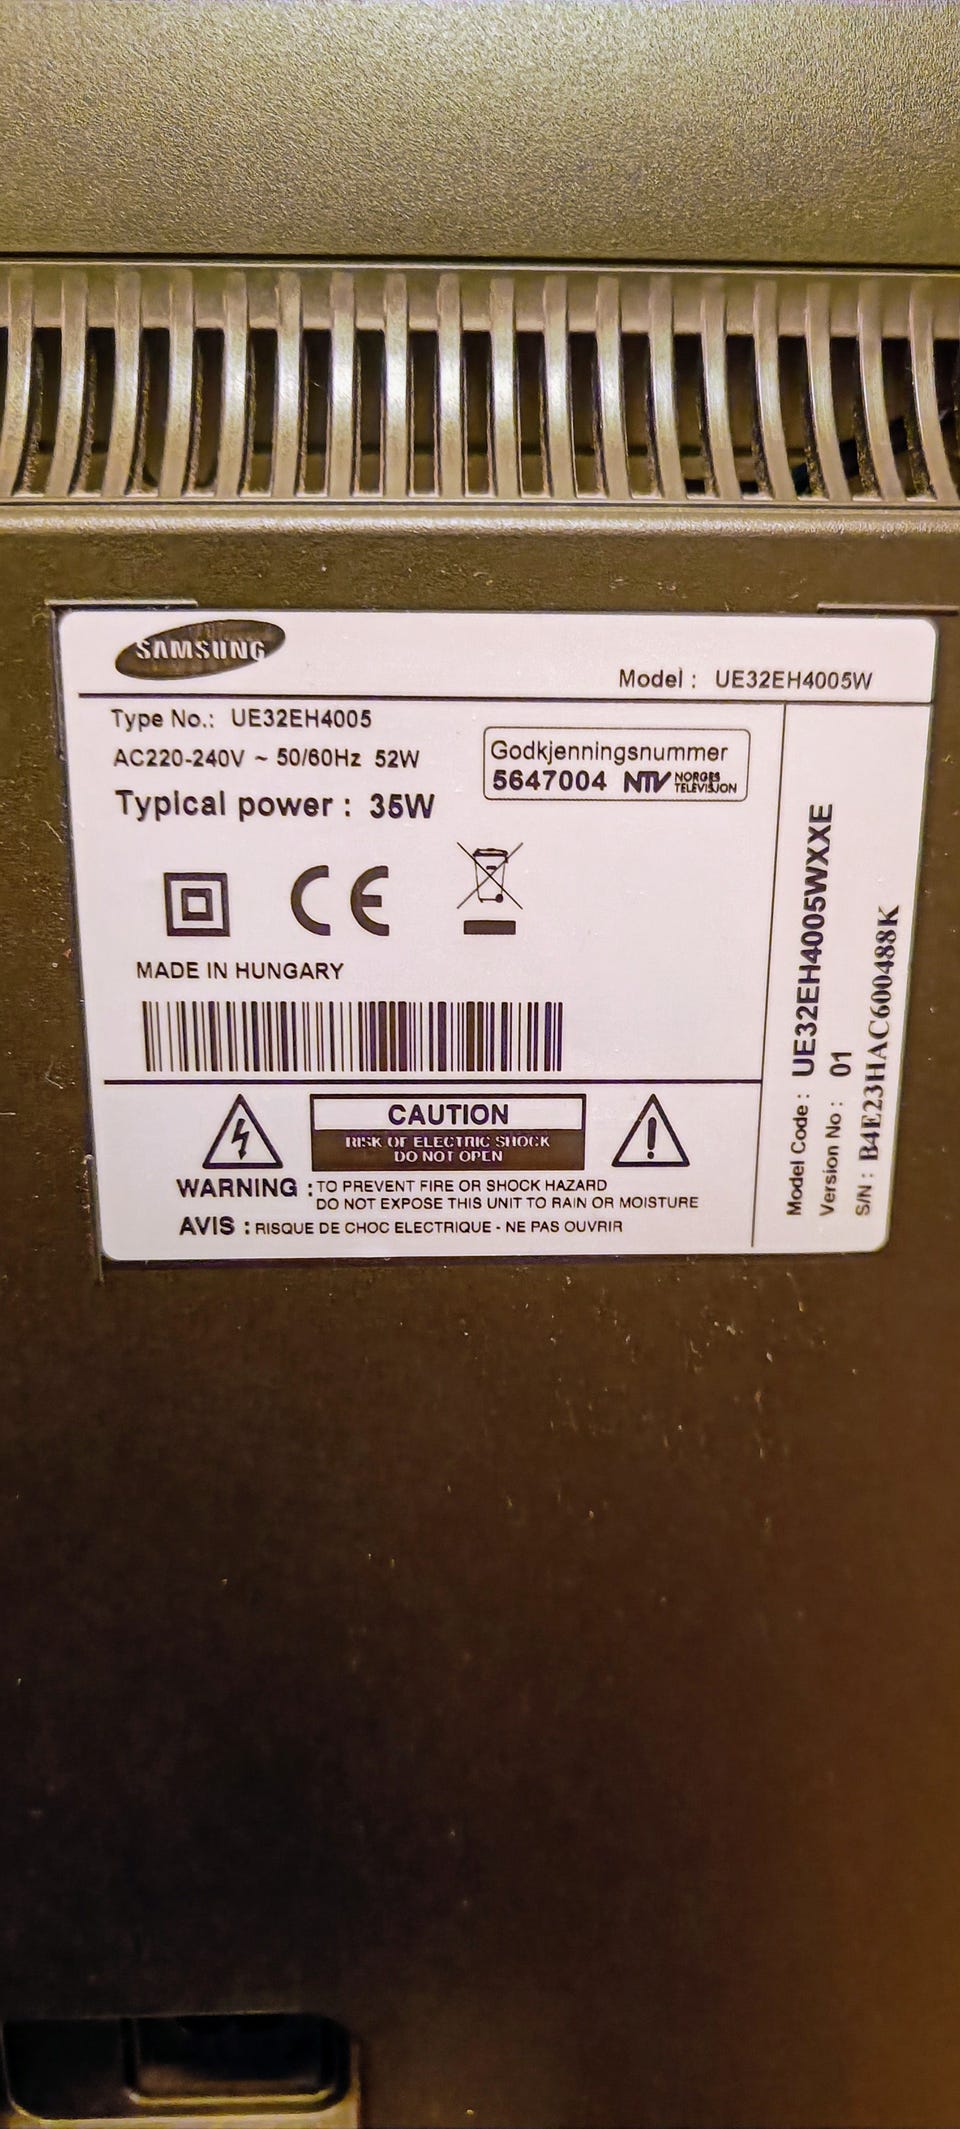 SAMSUNG
Model : UE32EH4005W
Type No.: UE32EH4005
AC220-240V ~ 50/60Hz 52W
Typical power : 35W
Godkjenningsnummer
5647004 NTV NORGES TELEVISJON
CE
MADE IN HUNGARY
CAUTION
RISK OF ELECTRIC SHOCK
DO NOT OPEN
WARNING : TO PREVENT FIRE OR SHOCK HAZARD
DO NOT EXPOSE THIS UNIT TO RAIN OR MOISTURE
AVIS : RISQUE DE CHOC ELECTRIQUE - NE PAS OUVRIR
Model Code : UE32EH4005WXXE
Version No : 01
S/N : B4E23HAC600488K